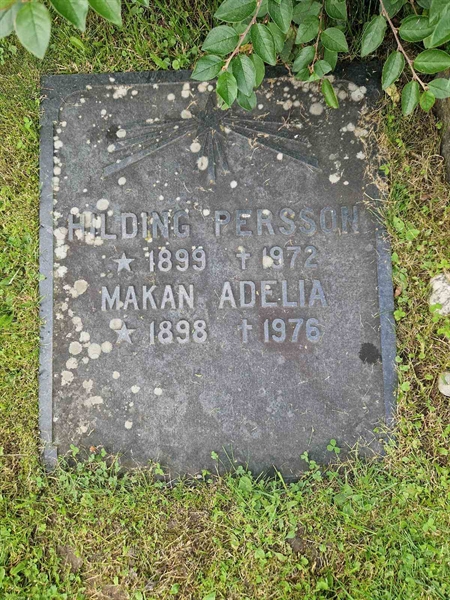 HILDING PERSSON
* 1899 † 1972
MAKAN ADELIA
* 1898 † 1976